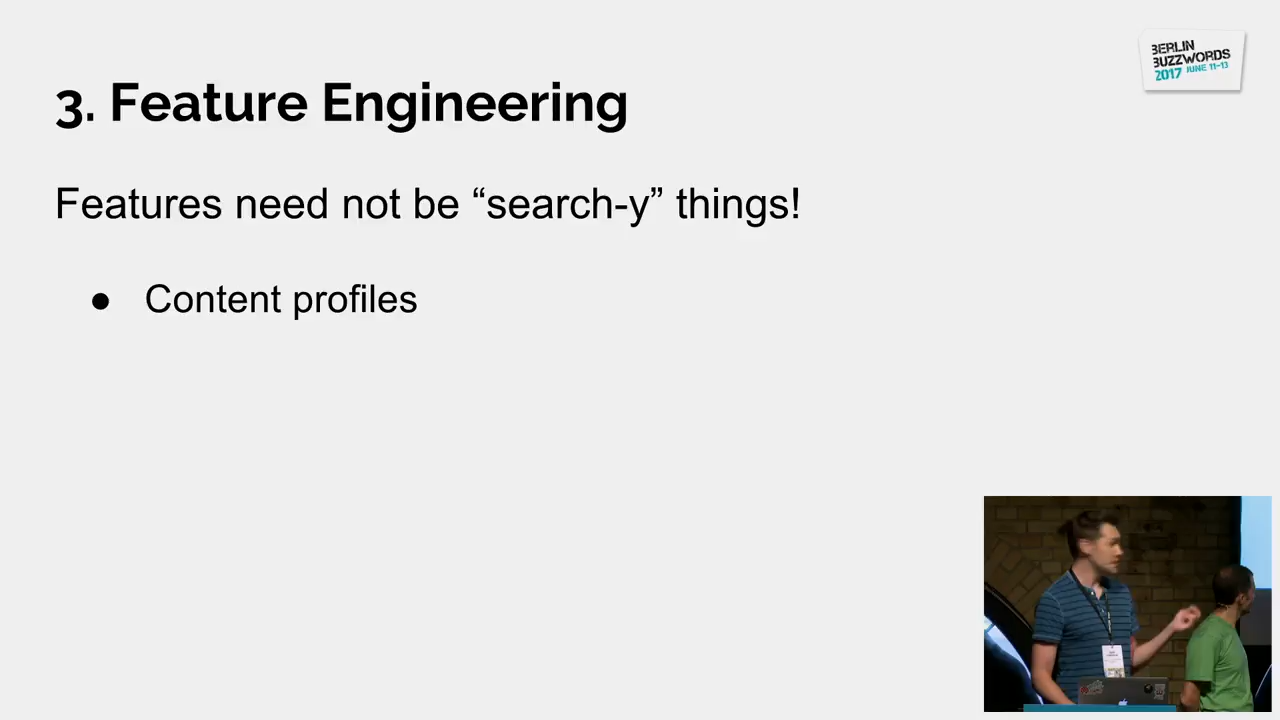 BERLIN
BUZZWORDS
2017 JUNE 11-13
3. Feature Engineering
Features need not be “search-y” things!
● Content profiles